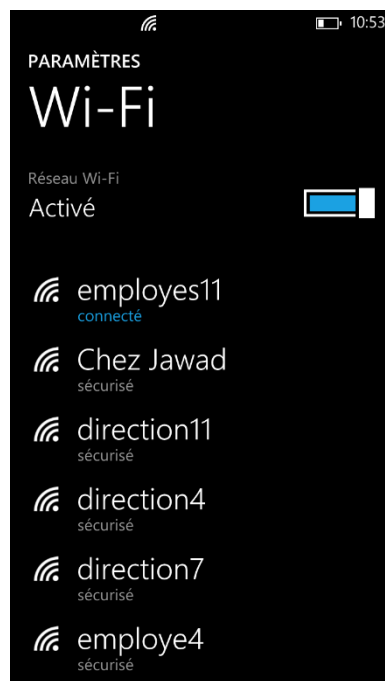 10:53
PARAMÈTRES
Wi-Fi
Réseau Wi-Fi
Activé
employes11
connecté
Chez Jawad
sécurisé
direction11
sécurisé
direction4
sécurisé
direction7
sécurisé
employe4
sécurisé